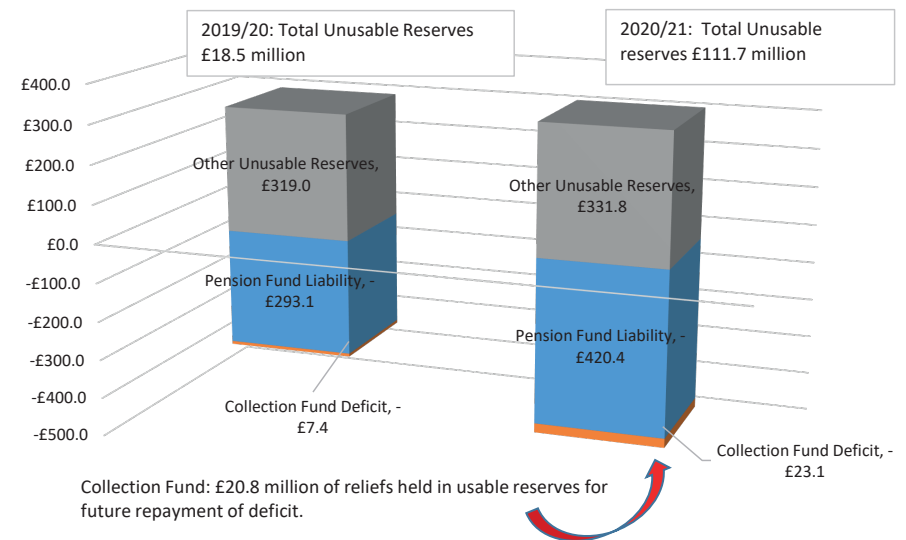 2019/20: Total Unusable Reserves
£18.5 million
2020/21:  Total Unusable
reserves £111.7 million
£400.0
£300.0
£200.0
£100.0
£0.0
-£100.0
-£200.0
-£300.0
-£400.0
-£500.0
Other Unusable Reserves,
£319.0
Pension Fund Liability, -
£293.1
Collection Fund Deficit, -
£7.4
Other Unusable Reserves,
£331.8
Pension Fund Liability, -
£420.4
Collection Fund Deficit, -
£23.1
Collection Fund: £20.8 million of reliefs held in usable reserves for
future repayment of deficit.